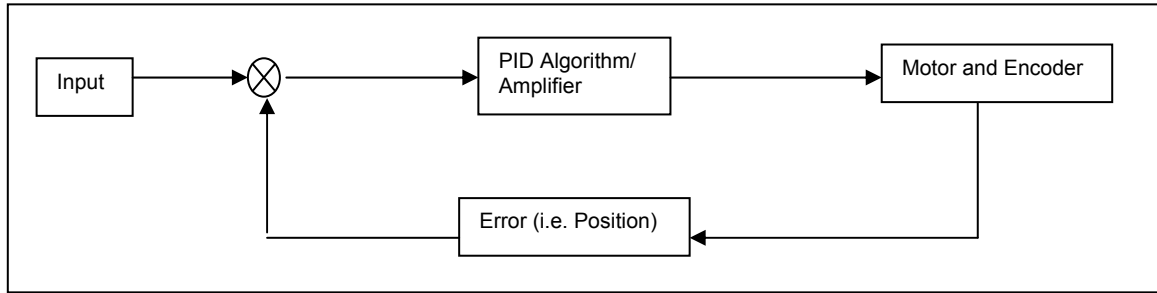 Input
PID Algorithm/
Amplifier
Motor and Encoder
Error (i.e. Position)